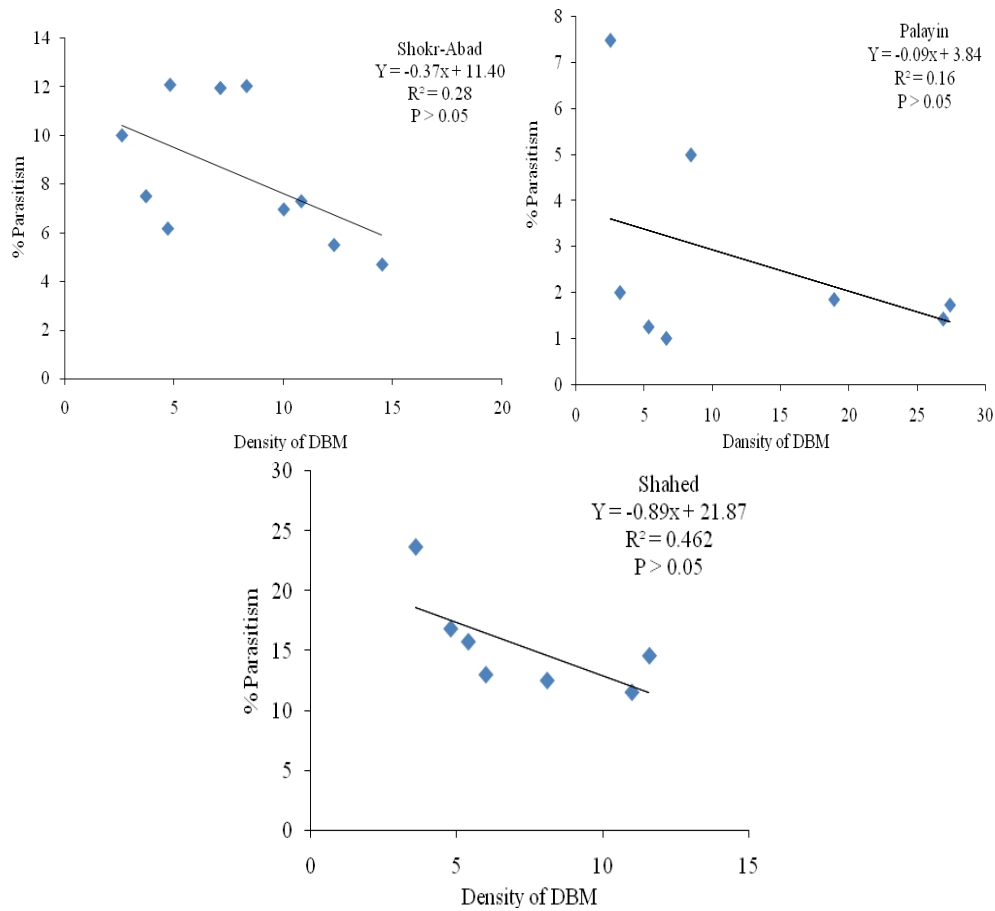 Shokr-Abad
Y = -0.37x + 11.40
R² = 0.28
P > 0.05
% Parasitism
14
12
10
8
6
4
2
0
0 5 10 15 20
Density of DBM
Palayin
Y = -0.09x + 3.84
R² = 0.16
P > 0.05
% Parasitism
8
7
6
5
4
3
2
1
0
0 5 10 15 20 25 30
Dansity of DBM
Shahed
Y = -0.89x + 21.87
R² = 0.462
P > 0.05
% Parasitism
30
25
20
15
10
5
0
0 5 10 15
Density of DBM